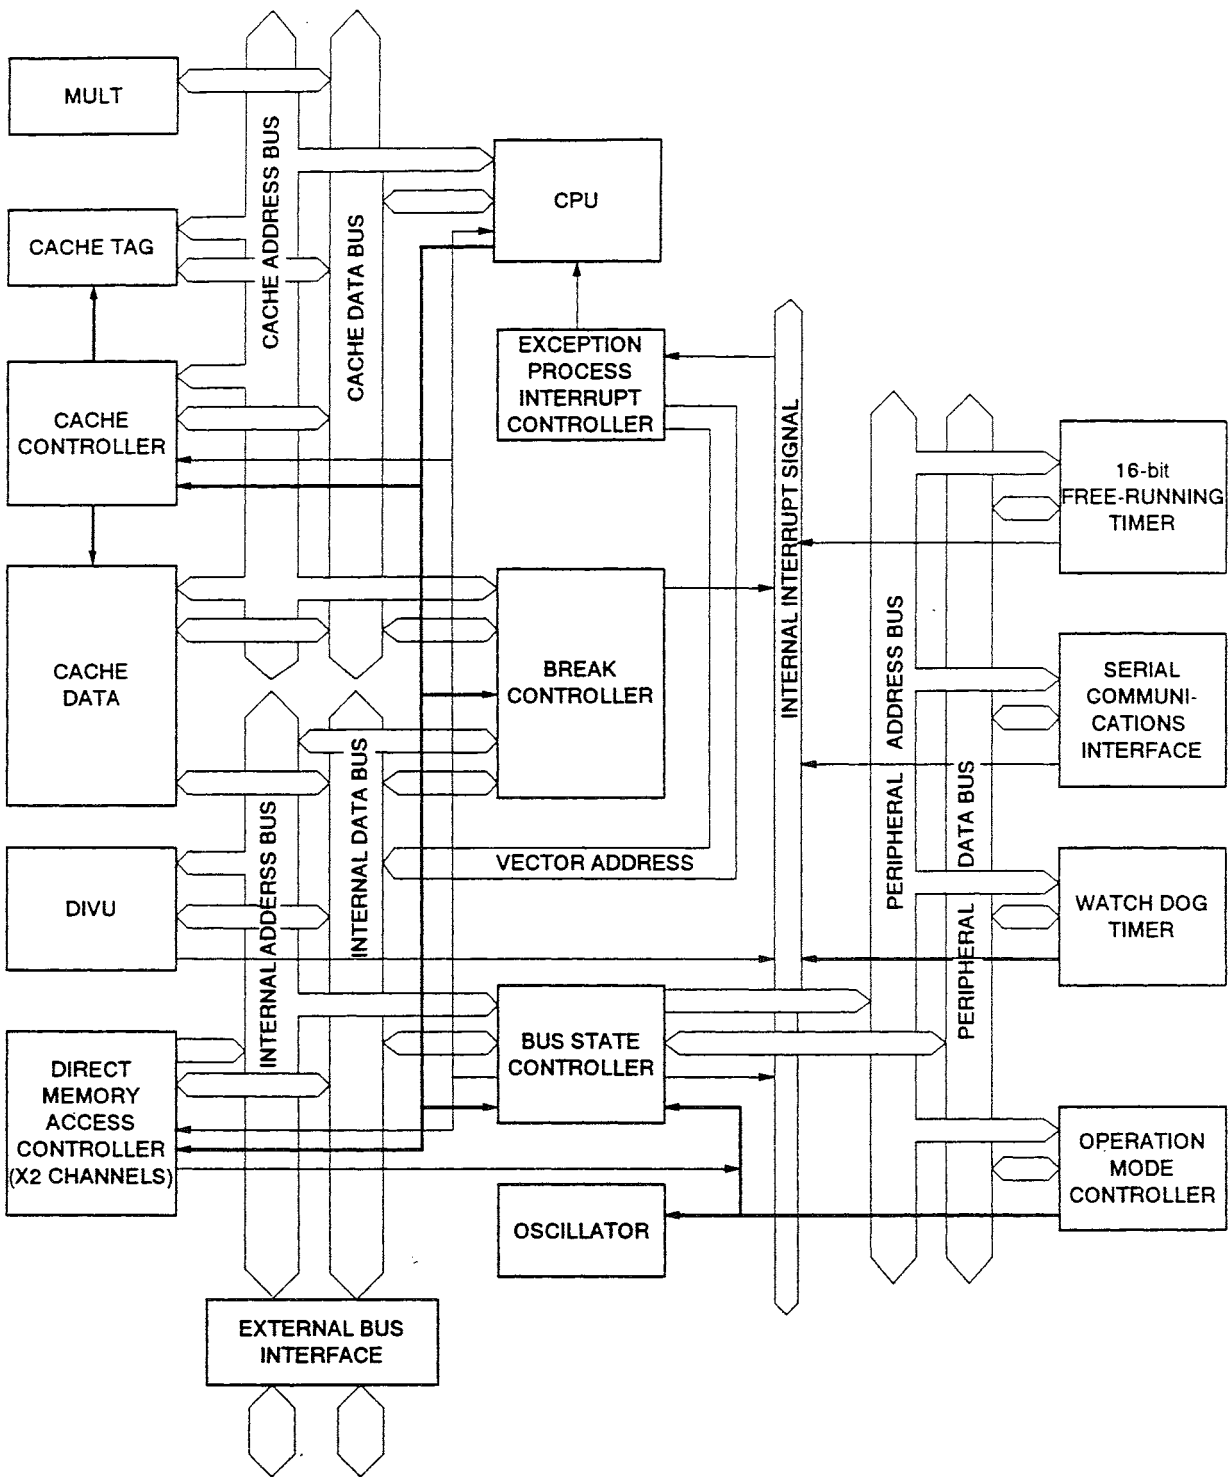 MULT
CACHE ADDRESS BUS
CACHE DATA BUS
CPU
CACHE TAG
EXCEPTION
PROCESS
INTERRUPT
CONTROLLER
CACHE
CONTROLLER
INTERNAL INTERRUPT SIGNAL
16-bit
FREE-RUNNING
TIMER
CACHE
DATA
BREAK
CONTROLLER
PERIPHERAL ADDRESS BUS
PERIPHERAL DATA BUS
SERIAL
COMMUNI-
CATIONS
INTERFACE
INTERNAL ADDERSS BUS
INTERNAL DATA BUS
VECTOR ADDRESS
DIVU
WATCH DOG
TIMER
DIRECT
MEMORY
ACCESS
CONTROLLER
(X2 CHANNELS)
BUS STATE
CONTROLLER
OPERATION
MODE
CONTROLLER
OSCILLATOR
EXTERNAL BUS
INTERFACE